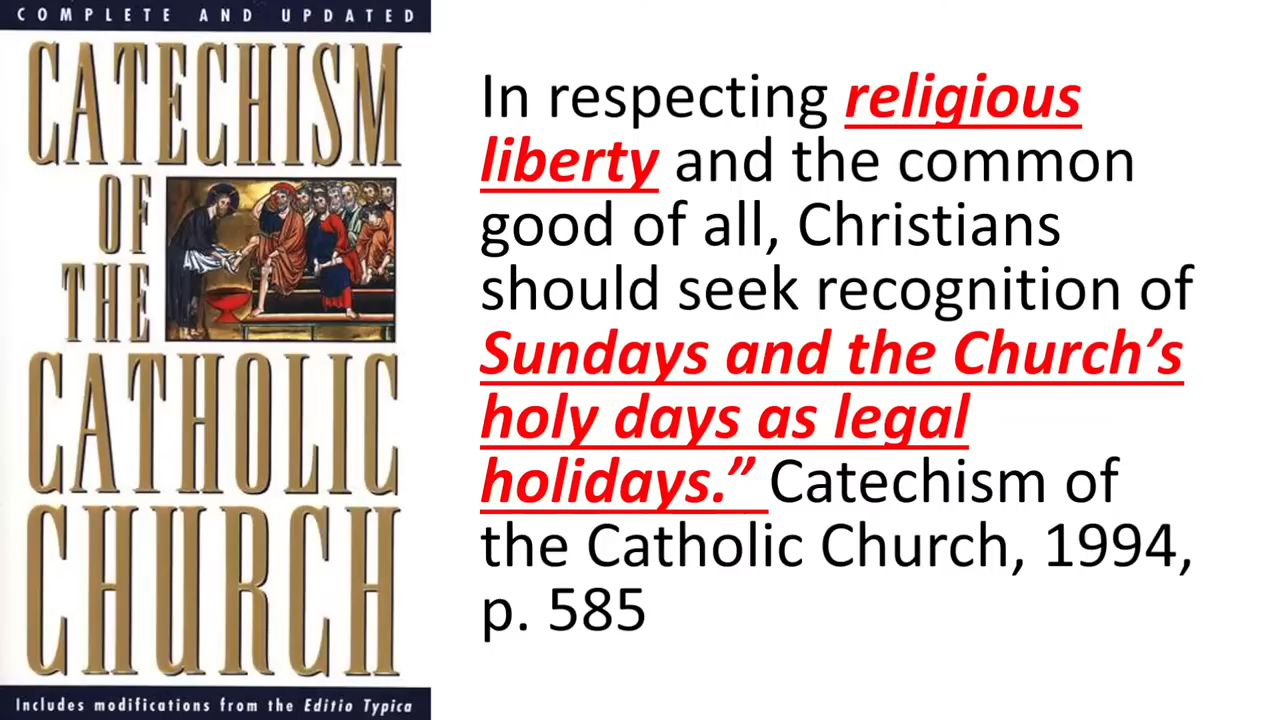 COMPLETE AND UPDATED
CATECHISM
OF
THE
CATHOLIC
CHURCH
Includes modifications from the Editio Typica
In respecting religious
liberty and the common
good of all, Christians
should seek recognition of
Sundays and the Church’s
holy days as legal
holidays.” Catechism of
the Catholic Church, 1994,
p. 585